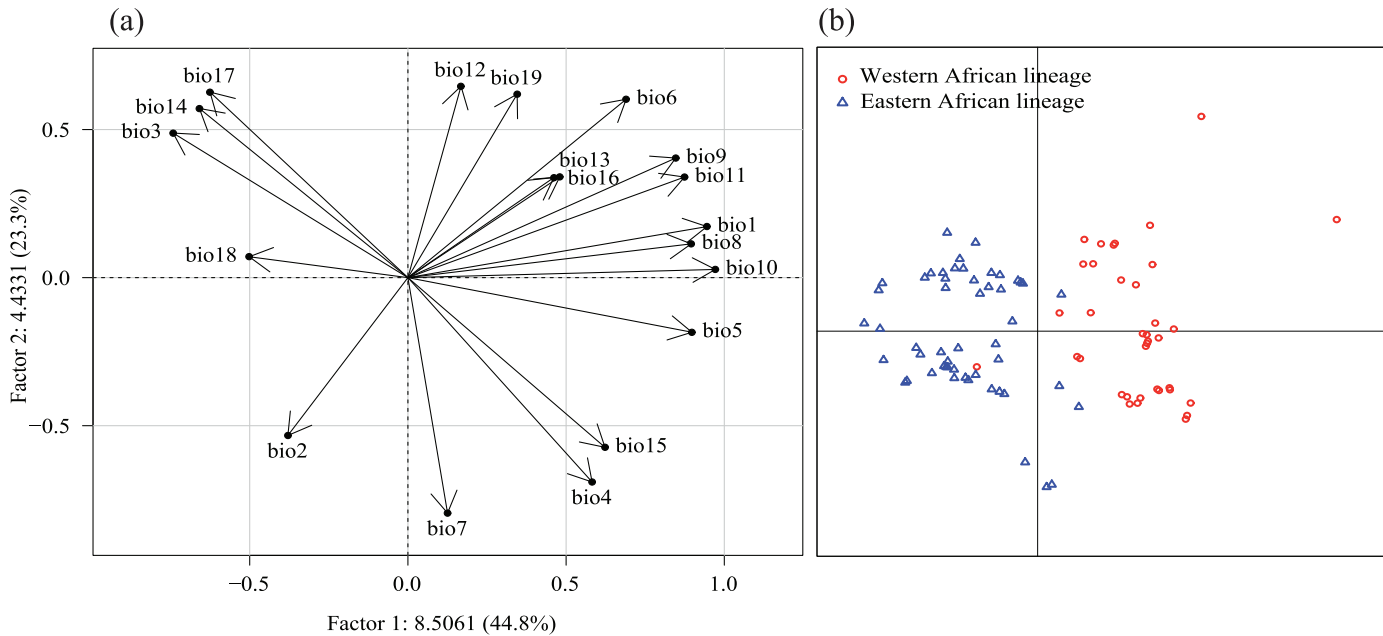 (a)
bio17
bio14
bio3
bio12
bio19
bio6
bio13
bio16
bio9
bio11
bio1
bio8
bio10
bio18
bio5
bio2
bio15
bio4
bio7
0.5
0.0
−0.5
−0.5
0.0
0.5
1.0
Factor 2: 4.4331 (23.3%)
Factor 1: 8.5061 (44.8%)
(b)
Western African lineage
Eastern African lineage